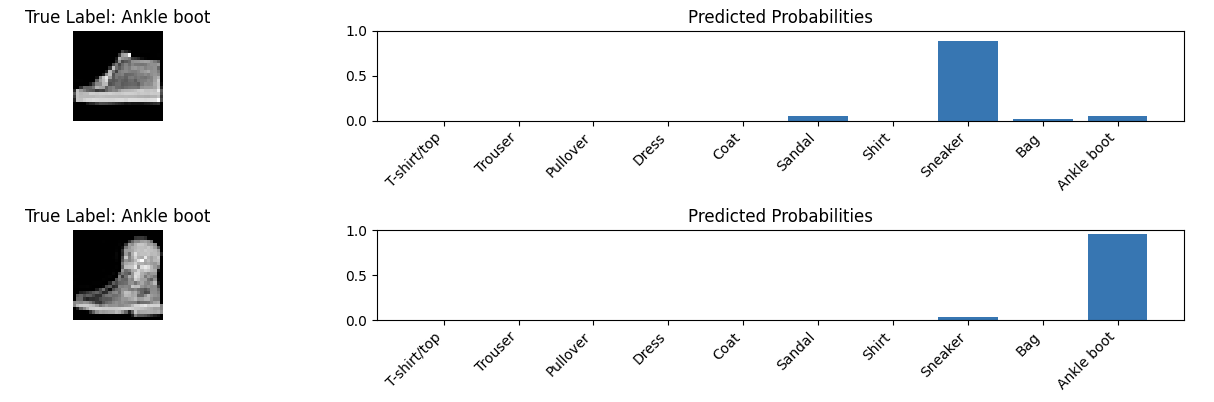 True Label: Ankle boot
Predicted Probabilities
1.0
0.5
0.0
T-shirt/top
Trouser
Pullover
Dress
Coat
Sandal
Shirt
Sneaker
Bag
Ankle boot
True Label: Ankle boot
Predicted Probabilities
1.0
0.5
0.0
T-shirt/top
Trouser
Pullover
Dress
Coat
Sandal
Shirt
Sneaker
Bag
Ankle boot